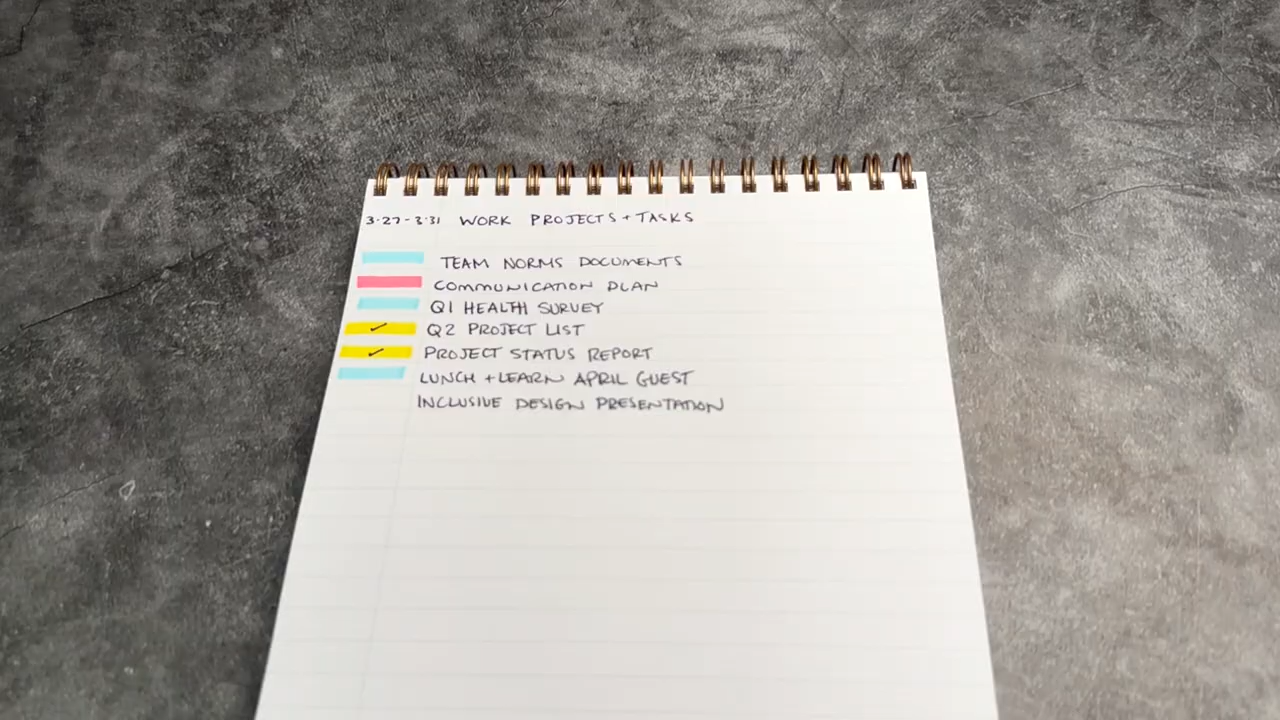 3·27-3·31 WORK PROJECTS + TASKS
TEAM NORMS DOCUMENTS
COMMUNICATION PLAN
Q1 HEALTH SURVEY
✓ Q2 PROJECT LIST
✓ PROJECT STATUS REPORT
LUNCH + LEARN APRIL GUEST
INCLUSIVE DESIGN PRESENTATION